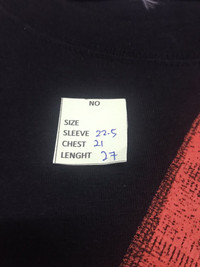 NO
SIZE
SLEEVE 22.5
CHEST 21
LENGHT 27